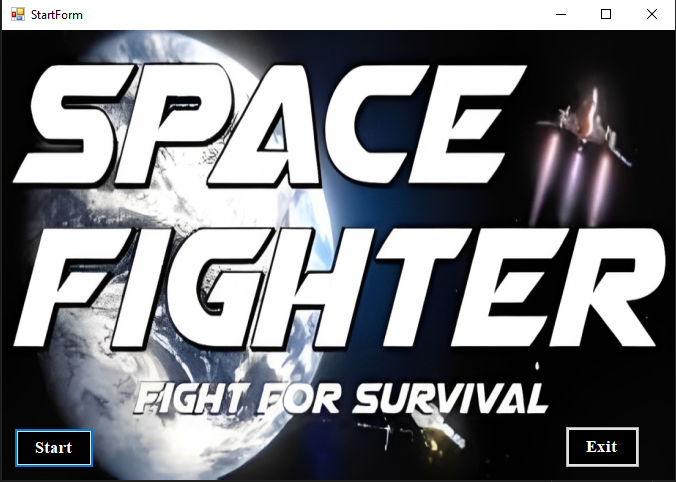 StartForm
SPACE
FIGHTER
FIGHT FOR SURVIVAL
Start
Exit